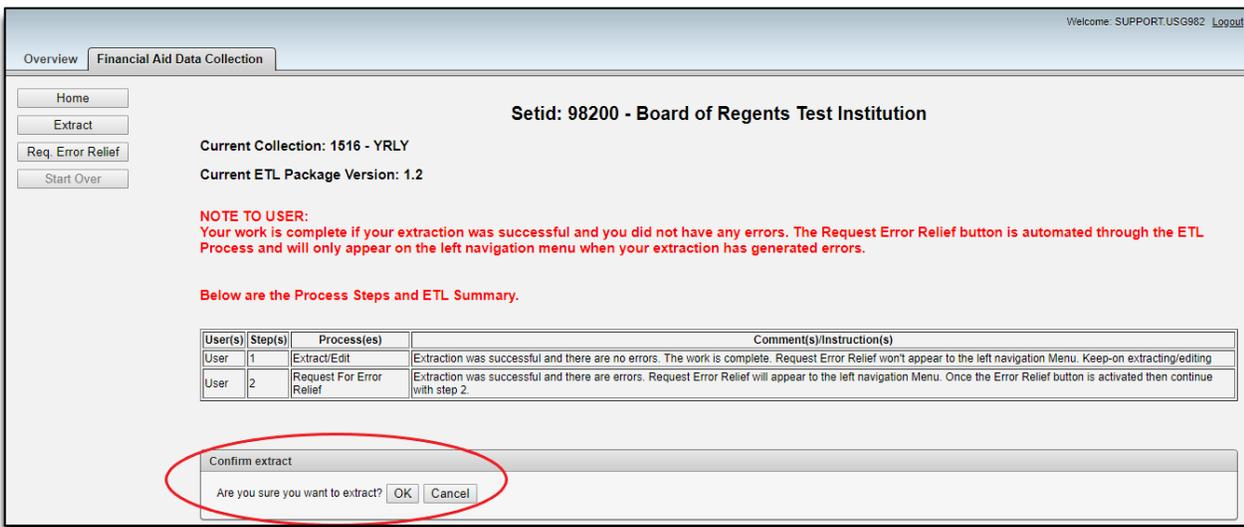 Welcome: SUPPORT.USG982 Logout
Overview Financial Aid Data Collection
Home
Extract
Req. Error Relief
Start Over
Setid: 98200 - Board of Regents Test Institution
Current Collection: 1516 - YRLY
Current ETL Package Version: 1.2
NOTE TO USER:
Your work is complete if your extraction was successful and you did not have any errors. The Request Error Relief button is automated through the ETL
Process and will only appear on the left navigation menu when your extraction has generated errors.
Below are the Process Steps and ETL Summary.
User(s) Step(s) Process(es) Comment(s)/Instruction(s)
User 1 Extract/Edit Extraction was successful and there are no errors. The work is complete. Request Error Relief won't appear to the left navigation Menu. Keep-on extracting/editing
User 2 Request For Error Relief Extraction was successful and there are errors. Request Error Relief will appear to the left navigation Menu. Once the Error Relief button is activated then continue
with step 2.
Confirm extract
Are you sure you want to extract? OK Cancel